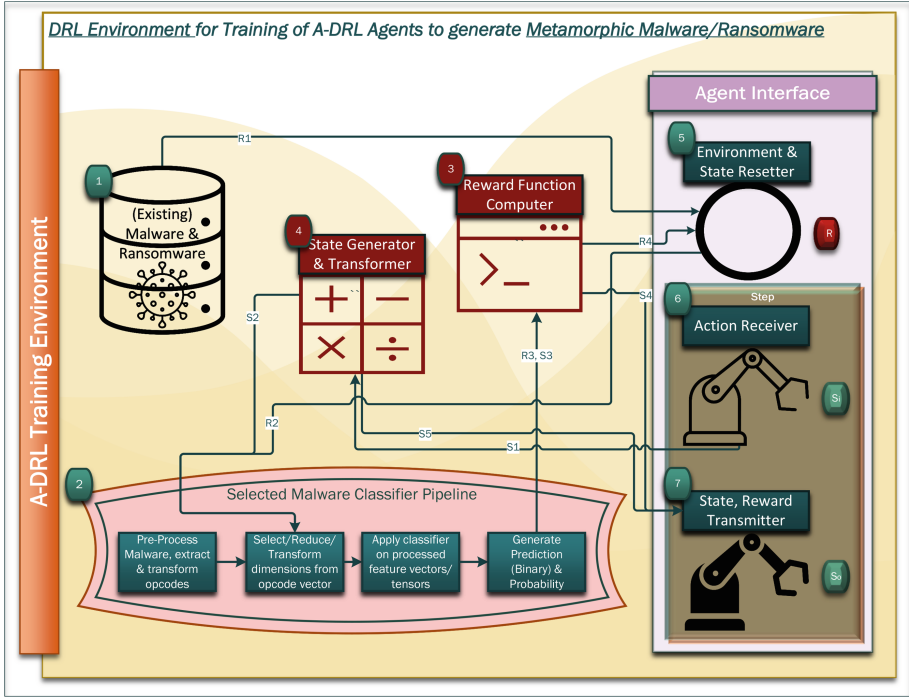 DRL Environment for Training of A-DRL Agents to generate Metamorphic Malware/Ransomware
A-DRL Training Environment
Agent Interface
R1
1
(Existing)
Malware &
Ransomware
3
Reward Function
Computer
>_
4
State Generator
& Transformer
+ −
× ÷
5
Environment &
State Resetter
R
R4
S4
S2
R3, S3
R2
S5
S1
6
Step
Action Receiver
Si
7
State, Reward
Transmitter
So
2
Selected Malware Classifier Pipeline
Pre-Process
Malware, extract
& transform
opcodes
Select/Reduce/
Transform
dimensions from
opcode vector
Apply classifier
on processed
feature vectors/
tensors
Generate
Prediction
(Binary) &
Probability